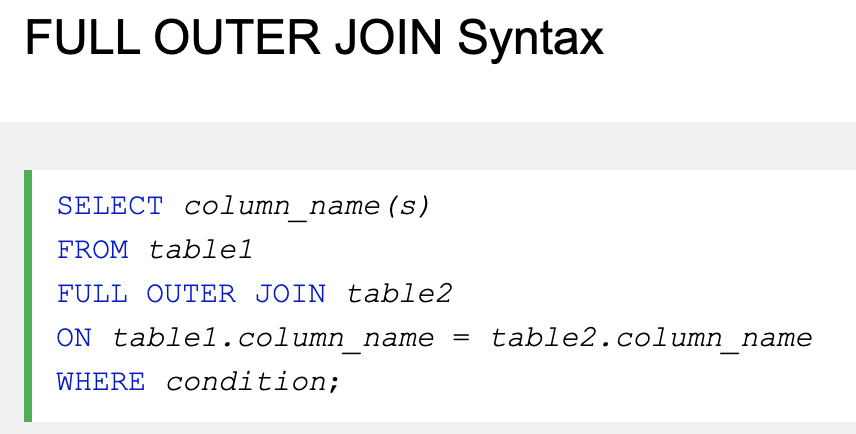 FULL OUTER JOIN Syntax
SELECT column_name(s)
FROM table1
FULL OUTER JOIN table2
ON table1.column_name = table2.column_name
WHERE condition;